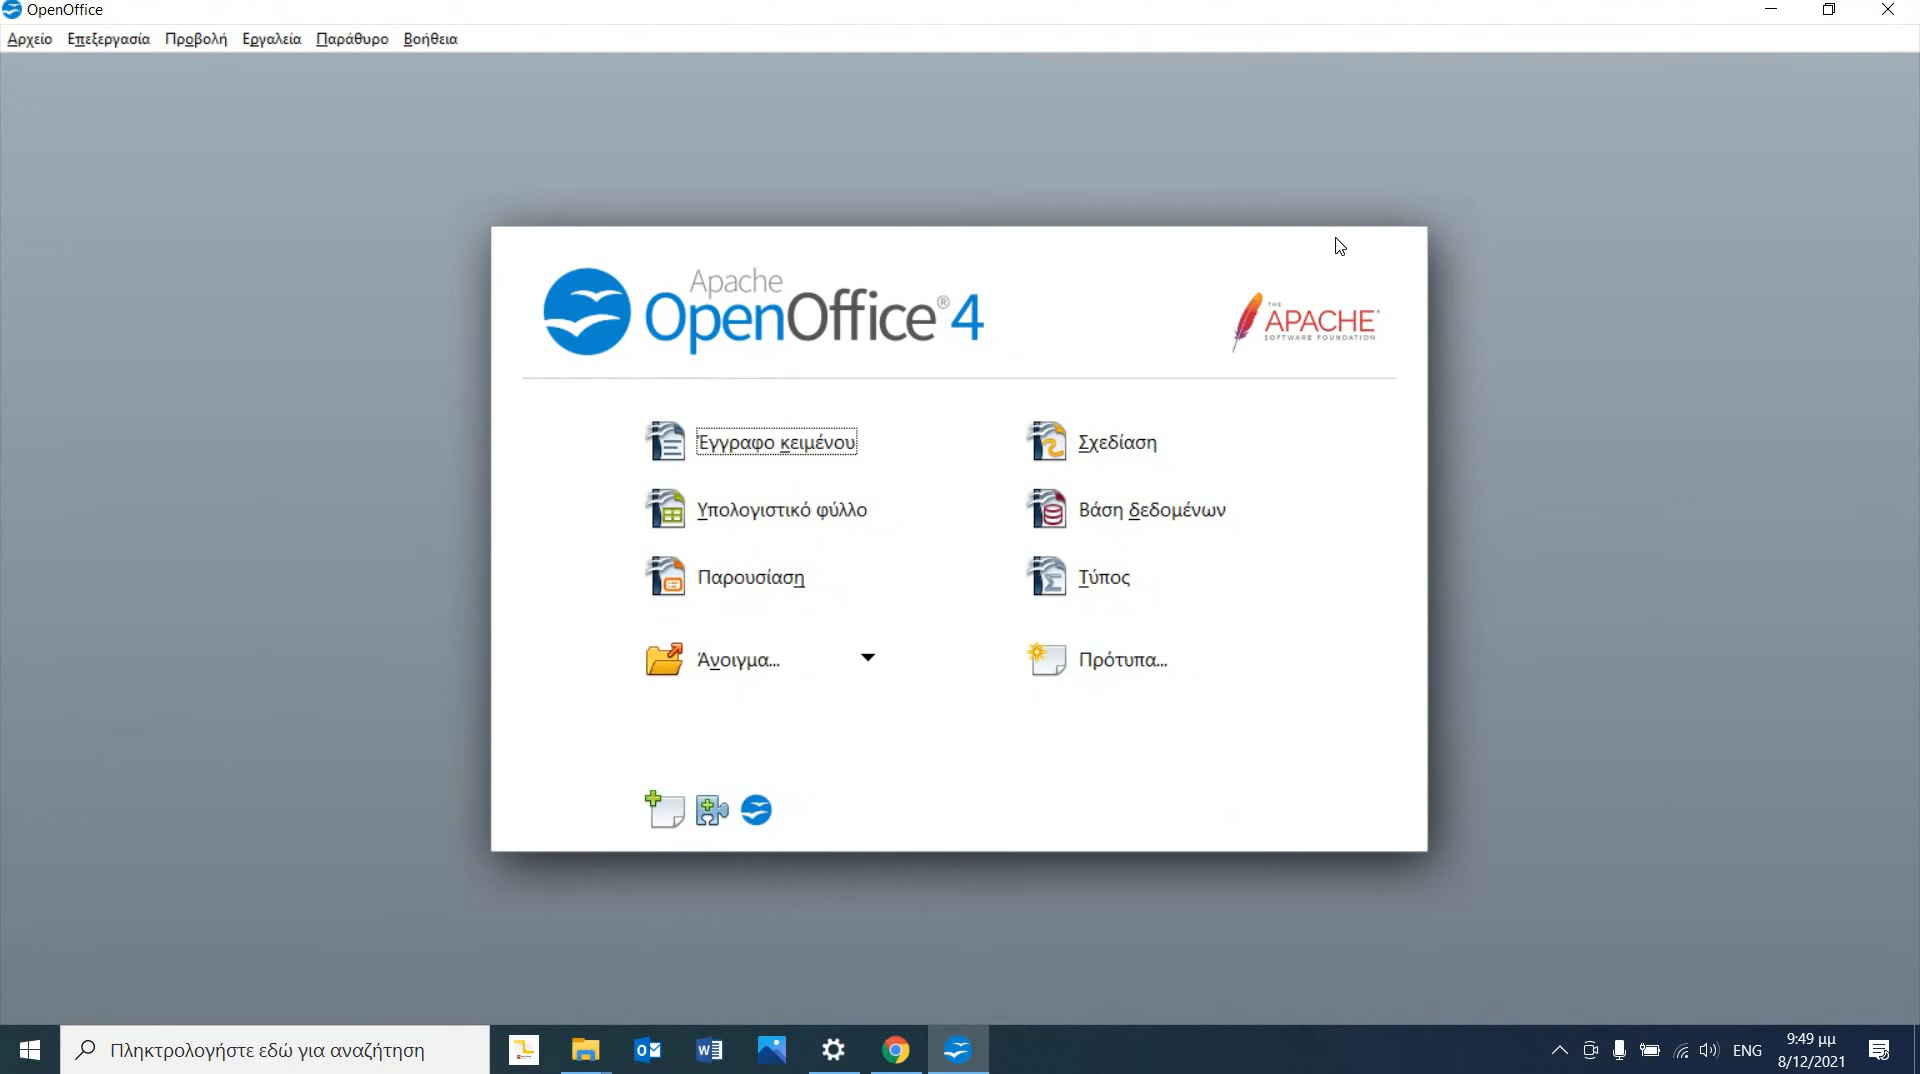 OpenOffice
Αρχείο Επεξεργασία Προβολή Εργαλεία Παράθυρο Βοήθεια
Apache
OpenOffice® 4
THE
APACHE®
SOFTWARE FOUNDATION
Έγγραφο κειμένου
Σχεδίαση
Υπολογιστικό φύλλο
Βάση δεδομένων
Παρουσίαση
Τύπος
Άνοιγμα...
Πρότυπα...
Πληκτρολογήστε εδώ για αναζήτηση
ENG
9:49 μμ
8/12/2021